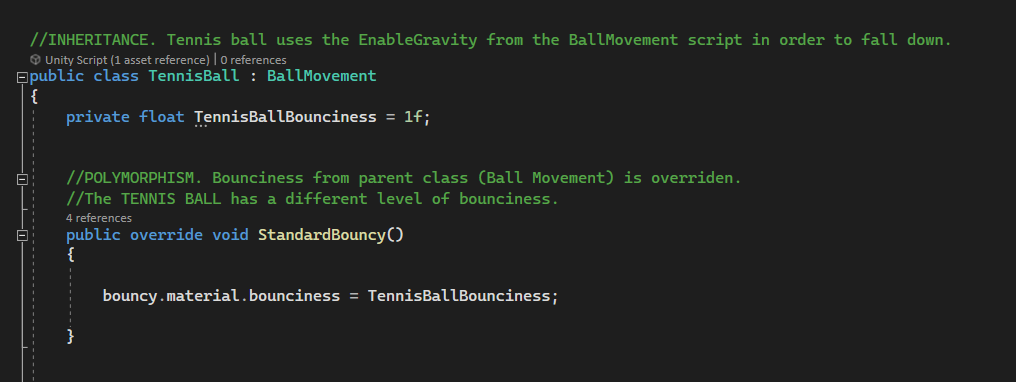 //INHERITANCE. Tennis ball uses the EnableGravity from the BallMovement script in order to fall down.
Unity Script (1 asset reference) | 0 references
public class TennisBall : BallMovement
{
private float TennisBallBounciness = 1f;
//POLYMORPHISM. Bounciness from parent class (Ball Movement) is overriden.
//The TENNIS BALL has a different level of bounciness.
4 references
public override void StandardBouncy()
{
bouncy.material.bounciness = TennisBallBounciness;
}